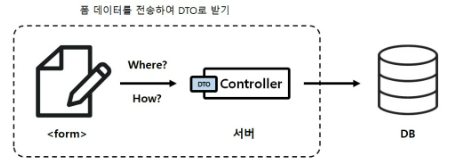 폼 데이터를 전송하여 DTO로 받기
Where?
How?
DTO
Controller
<form>
서버
DB